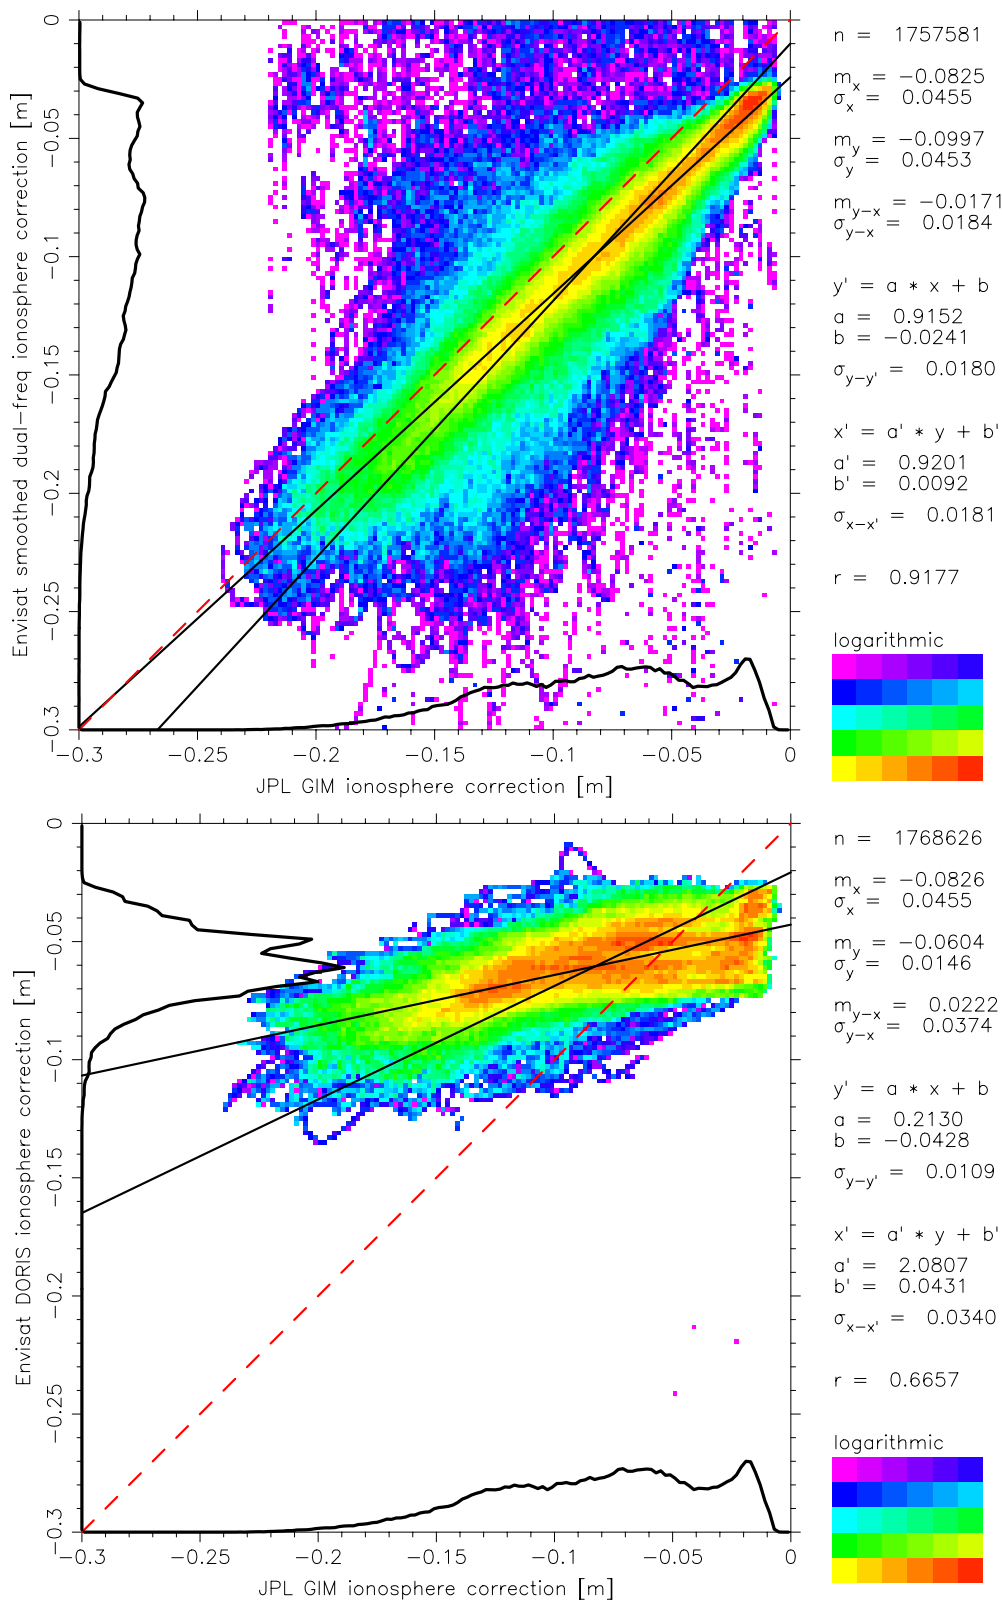 0
−0.05
−0.1
−0.15
−0.2
−0.25
−0.3
Envisat smoothed dual−freq ionosphere correction [m]
−0.3 −0.25 −0.2 −0.15 −0.1 −0.05 0
JPL GIM ionosphere correction [m]
n = 1757581
m_x = −0.0825
σ_x = 0.0455
m_y = −0.0997
σ_y = 0.0453
m_y−x = −0.0171
σ_y−x = 0.0184
y' = a * x + b
a = 0.9152
b = −0.0241
σ_y−y' = 0.0180
x' = a' * y + b'
a' = 0.9201
b' = 0.0092
σ_x−x' = 0.0181
r = 0.9177
logarithmic
0
−0.05
−0.1
−0.15
−0.2
−0.25
−0.3
Envisat DORIS ionosphere correction [m]
−0.3 −0.25 −0.2 −0.15 −0.1 −0.05 0
JPL GIM ionosphere correction [m]
n = 1768626
m_x = −0.0826
σ_x = 0.0455
m_y = −0.0604
σ_y = 0.0146
m_y−x = 0.0222
σ_y−x = 0.0374
y' = a * x + b
a = 0.2130
b = −0.0428
σ_y−y' = 0.0109
x' = a' * y + b'
a' = 2.0807
b' = 0.0431
σ_x−x' = 0.0340
r = 0.6657
logarithmic